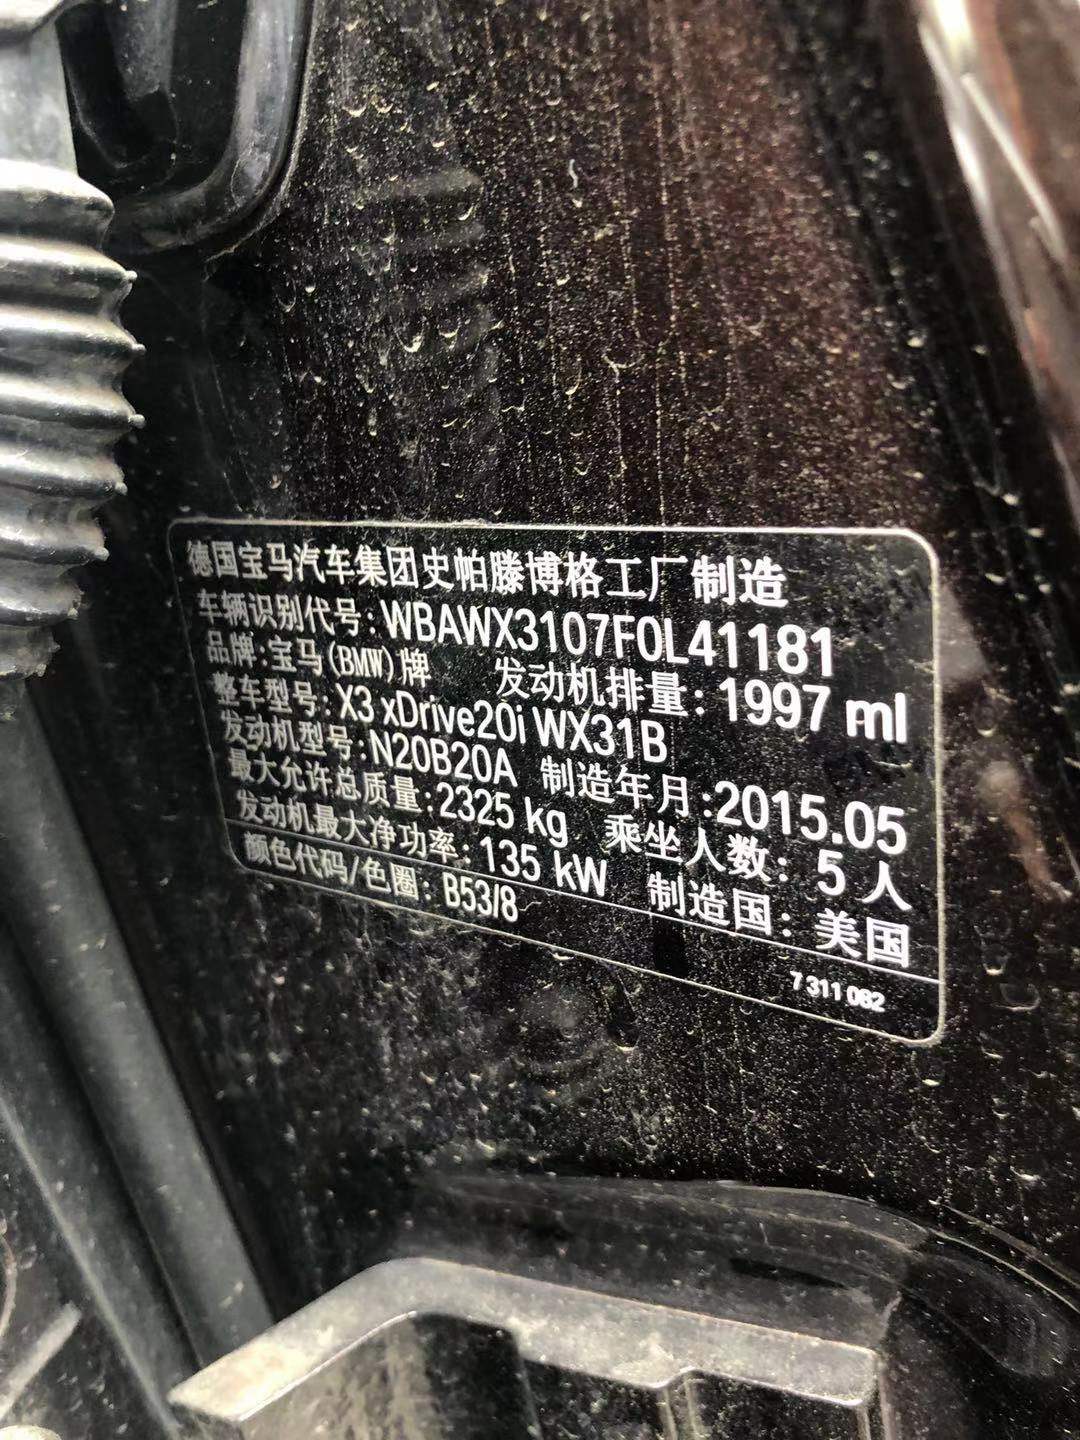 德国宝马汽车集团史帕滕博格工厂制造
车辆识别代号:WBAWX3107F0L41181
品牌:宝马(BMW)牌 发动机排量:1997 ml
整车型号:X3 xDrive20i WX31B
发动机型号:N20B20A 制造年月:2015.05
最大允许总质量:2325 kg 乘坐人数:5人
发动机最大净功率:135 kW 制造国:美国
颜色代码/色圈:B53/8
7 311 082